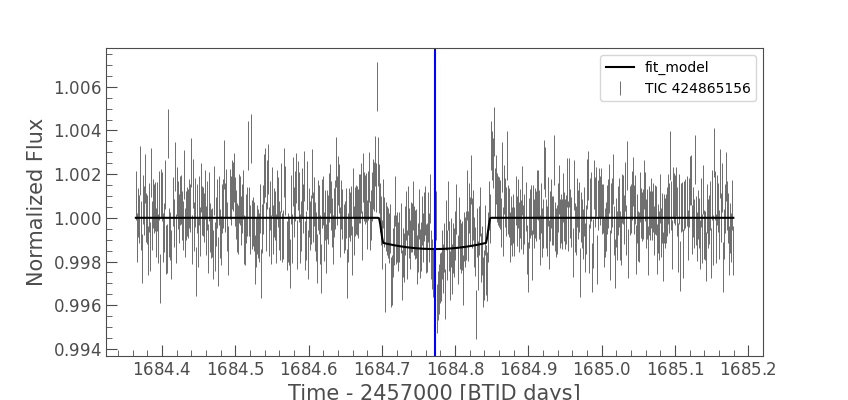 1.006
1.004
1.002
1.000
0.998
0.996
0.994
Normalized Flux
fit_model
TIC 424865156
1684.4 1684.5 1684.6 1684.7 1684.8 1684.9 1685.0 1685.1 1685.2
Time - 2457000 [BTJD days]